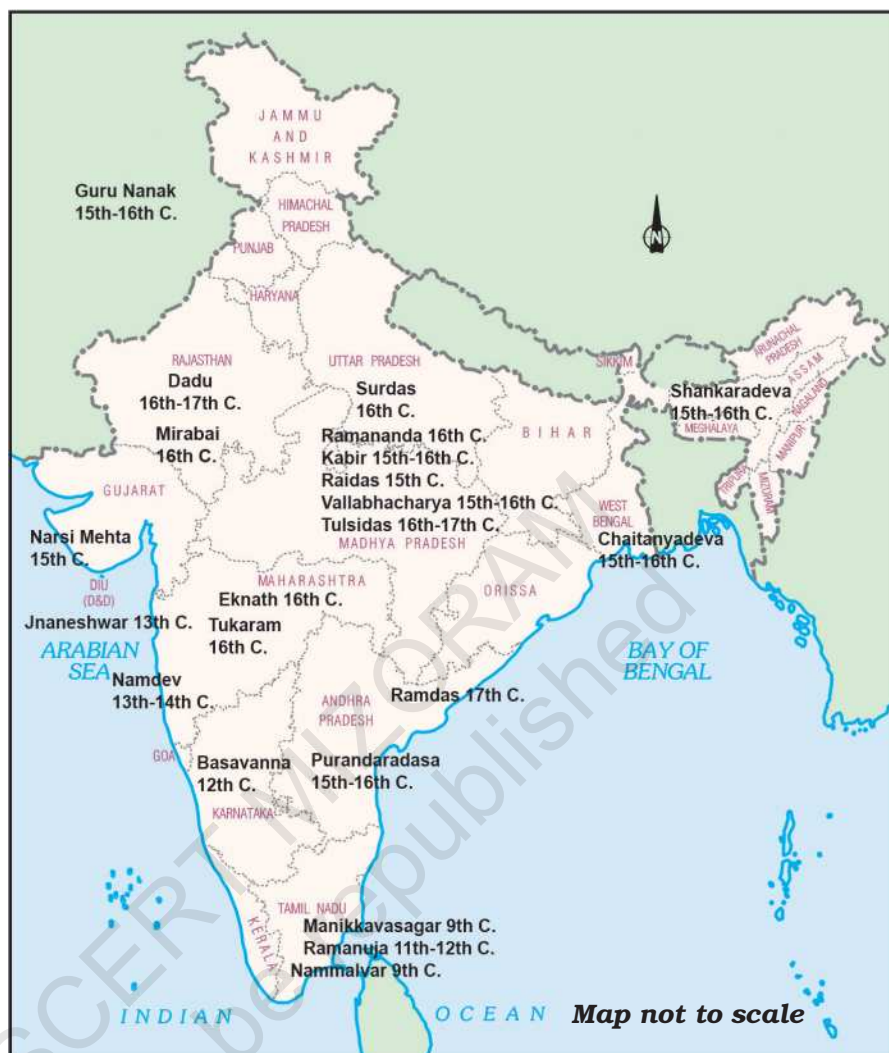 JAMMU
AND
KASHMIR
Guru Nanak
15th-16th C.
HIMACHAL
PRADESH
PUNJAB
N
HARYANA
RAJASTHAN
Dadu
16th-17th C.
Mirabai
16th C.
UTTAR PRADESH
Surdas
16th C.
SIKKIM
ARUNACHAL
PRADESH
ASSAM
NAGALAND
Shankaradeva
15th-16th C.
MEGHALAYA
MANIPUR
TRIPURA
MIZORAM
Ramananda 16th C.
Kabir 15th-16th C.
Raidas 15th C.
Vallabhacharya 15th-16th C.
Tulsidas 16th-17th C.
BIHAR
GUJARAT
Narsi Mehta
15th C.
MADHYA PRADESH
WEST
BENGAL
Chaitanyadeva
15th-16th C.
DIU
(D&D)
MAHARASHTRA
Eknath 16th C.
ORISSA
Jnaneshwar 13th C.
Tukaram
16th C.
ARABIAN
SEA
BAY OF
BENGAL
Namdev
13th-14th C.
Ramdas 17th C.
ANDHRA
PRADESH
GOA
Basavanna
12th C.
Purandaradasa
15th-16th C.
KARNATAKA
TAMIL NADU
KERALA
Manikkavasagar 9th C.
Ramanuja 11th-12th C.
Nammalvar 9th C.
INDIAN OCEAN
Map not to scale
SCERT MIZORAM
be republished